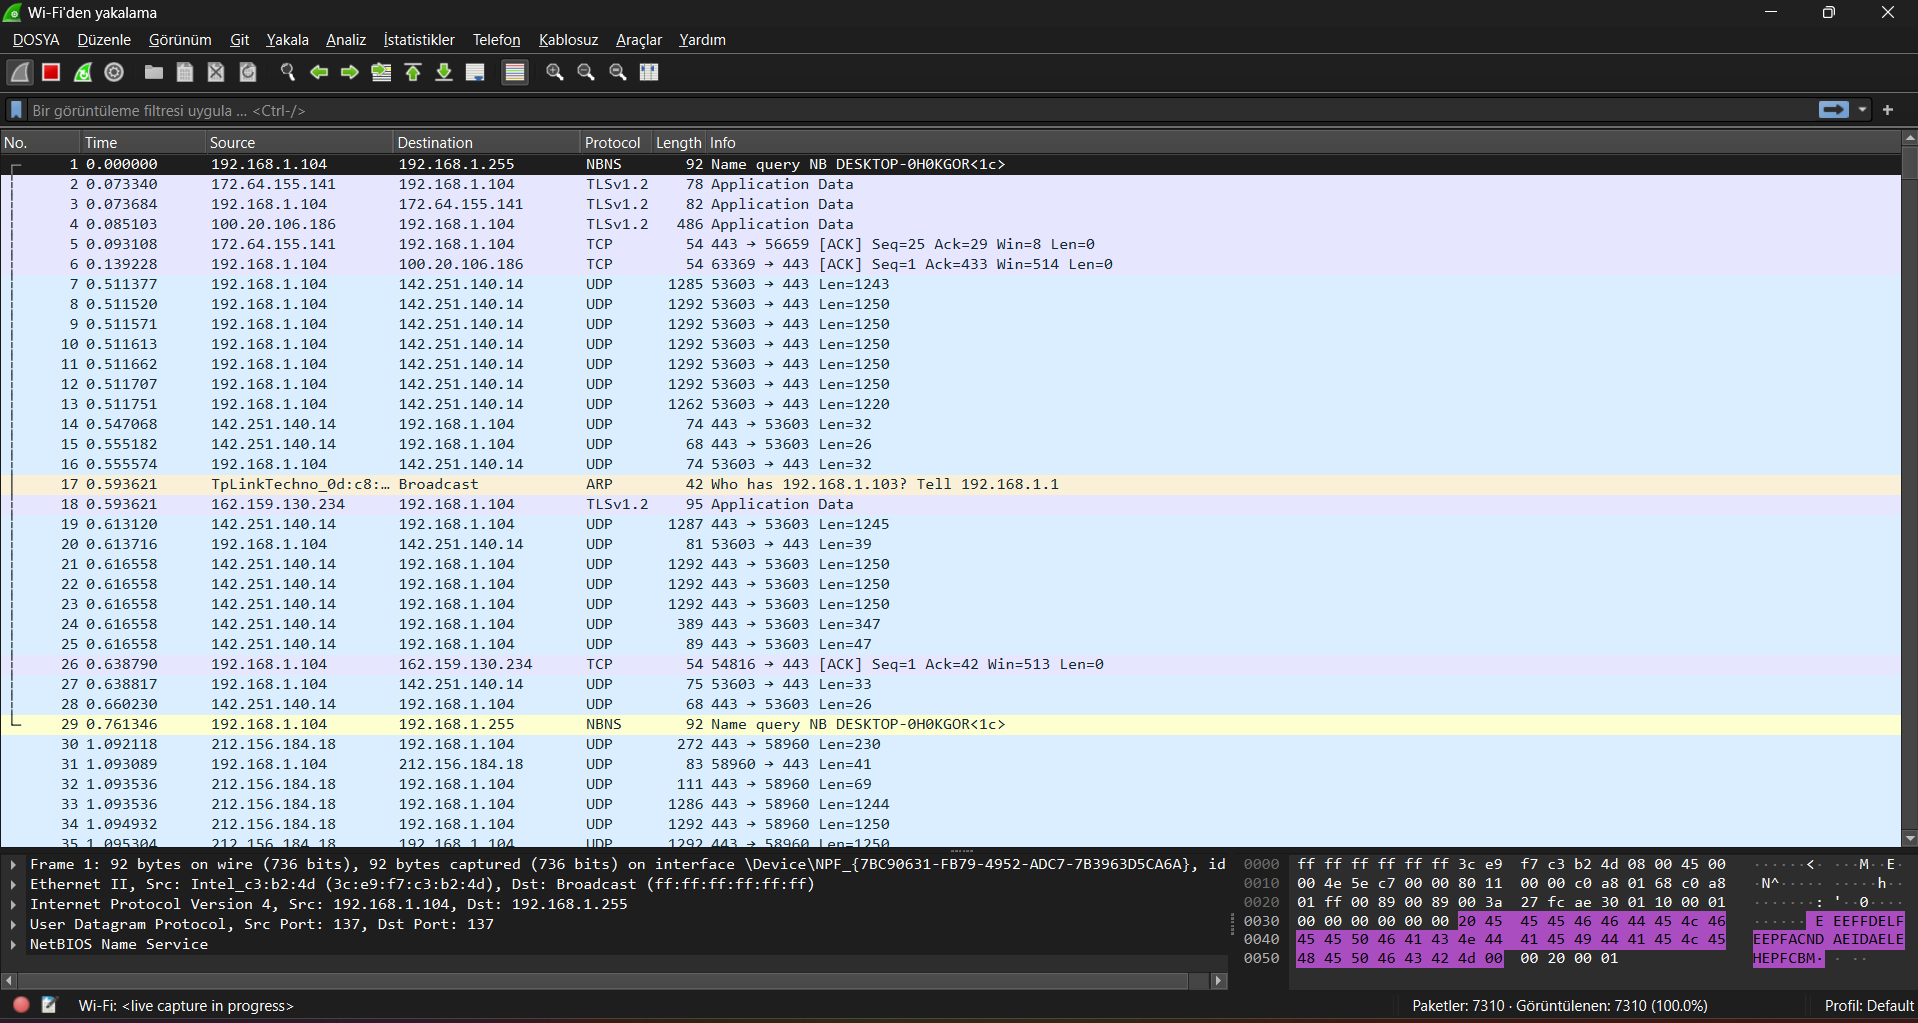 Wi-Fi'den yakalama
DOSYA Düzenle Görünüm Git Yakala Analiz İstatistikler Telefon Kablosuz Araçlar Yardım
Bir görüntüleme filtresi uygula ... <Ctrl-/>
No. Time Source Destination Protocol Length Info
1 0.000000 192.168.1.104 192.168.1.255 NBNS 92 Name query NB DESKTOP-0H0KGOR<1c>
2 0.073340 172.64.155.141 192.168.1.104 TLSv1.2 78 Application Data
3 0.073684 192.168.1.104 172.64.155.141 TLSv1.2 82 Application Data
4 0.085103 100.20.106.186 192.168.1.104 TLSv1.2 486 Application Data
5 0.093108 172.64.155.141 192.168.1.104 TCP 54 443 → 56659 [ACK] Seq=25 Ack=29 Win=8 Len=0
6 0.139228 192.168.1.104 100.20.106.186 TCP 54 63369 → 443 [ACK] Seq=1 Ack=433 Win=514 Len=0
7 0.511377 192.168.1.104 142.251.140.14 UDP 1285 53603 → 443 Len=1243
8 0.511520 192.168.1.104 142.251.140.14 UDP 1292 53603 → 443 Len=1250
9 0.511571 192.168.1.104 142.251.140.14 UDP 1292 53603 → 443 Len=1250
10 0.511613 192.168.1.104 142.251.140.14 UDP 1292 53603 → 443 Len=1250
11 0.511662 192.168.1.104 142.251.140.14 UDP 1292 53603 → 443 Len=1250
12 0.511707 192.168.1.104 142.251.140.14 UDP 1292 53603 → 443 Len=1250
13 0.511751 192.168.1.104 142.251.140.14 UDP 1262 53603 → 443 Len=1220
14 0.547068 142.251.140.14 192.168.1.104 UDP 74 443 → 53603 Len=32
15 0.555182 142.251.140.14 192.168.1.104 UDP 68 443 → 53603 Len=26
16 0.555574 192.168.1.104 142.251.140.14 UDP 74 53603 → 443 Len=32
17 0.593621 TpLinkTechno_0d:c8:… Broadcast ARP 42 Who has 192.168.1.103? Tell 192.168.1.1
18 0.593621 162.159.130.234 192.168.1.104 TLSv1.2 95 Application Data
19 0.613120 142.251.140.14 192.168.1.104 UDP 1287 443 → 53603 Len=1245
20 0.613716 192.168.1.104 142.251.140.14 UDP 81 53603 → 443 Len=39
21 0.616558 142.251.140.14 192.168.1.104 UDP 1292 443 → 53603 Len=1250
22 0.616558 142.251.140.14 192.168.1.104 UDP 1292 443 → 53603 Len=1250
23 0.616558 142.251.140.14 192.168.1.104 UDP 1292 443 → 53603 Len=1250
24 0.616558 142.251.140.14 192.168.1.104 UDP 389 443 → 53603 Len=347
25 0.616558 142.251.140.14 192.168.1.104 UDP 89 443 → 53603 Len=47
26 0.638790 192.168.1.104 162.159.130.234 TCP 54 54816 → 443 [ACK] Seq=1 Ack=42 Win=513 Len=0
27 0.638817 192.168.1.104 142.251.140.14 UDP 75 53603 → 443 Len=33
28 0.660230 142.251.140.14 192.168.1.104 UDP 68 443 → 53603 Len=26
29 0.761346 192.168.1.104 192.168.1.255 NBNS 92 Name query NB DESKTOP-0H0KGOR<1c>
30 1.092118 212.156.184.18 192.168.1.104 UDP 272 443 → 58960 Len=230
31 1.093089 192.168.1.104 212.156.184.18 UDP 83 58960 → 443 Len=41
32 1.093536 212.156.184.18 192.168.1.104 UDP 111 443 → 58960 Len=69
33 1.093536 212.156.184.18 192.168.1.104 UDP 1286 443 → 58960 Len=1244
34 1.094932 212.156.184.18 192.168.1.104 UDP 1292 443 → 58960 Len=1250
35 1.095304 212.156.184.18 192.168.1.104 UDP 1292 443 → 58960 Len=1250
Frame 1: 92 bytes on wire (736 bits), 92 bytes captured (736 bits) on interface \Device\NPF_{7BC90631-FB79-4952-ADC7-7B3963D5CA6A}, id
Ethernet II, Src: Intel_c3:b2:4d (3c:e9:f7:c3:b2:4d), Dst: Broadcast (ff:ff:ff:ff:ff:ff)
Internet Protocol Version 4, Src: 192.168.1.104, Dst: 192.168.1.255
User Datagram Protocol, Src Port: 137, Dst Port: 137
NetBIOS Name Service
0000 ff ff ff ff ff ff 3c e9 f7 c3 b2 4d 08 00 45 00 ······<· ···M··E·
0010 00 4e 5e c7 00 00 80 11 00 00 c0 a8 01 68 c0 a8 ·N^····· ·····h··
0020 01 ff 00 89 00 89 00 3a 27 fc ae 30 01 10 00 01 ·······: '··0····
0030 00 00 00 00 00 00 20 45 45 45 46 46 44 45 4c 46 ······ E EEFFDELF
0040 45 45 50 46 41 43 4e 44 41 45 49 44 41 45 4c 45 EEPFACND AEIDAELE
0050 48 45 50 46 43 42 4d 00 00 20 00 01 HEPFCBM· · ··
Wi-Fi: <live capture in progress>
Paketler: 7310 · Görüntülenen: 7310 (100.0%)
Profil: Default